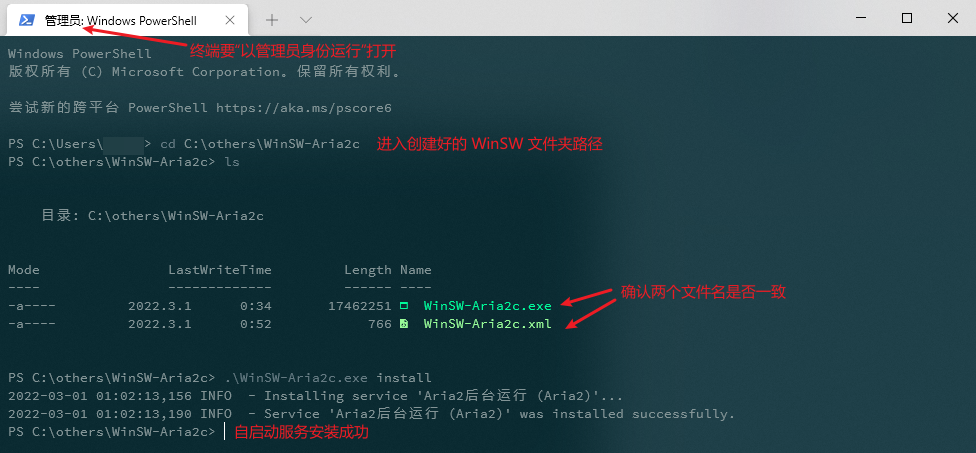 管理员: Windows PowerShell
终端要"以管理员身份运行"打开
Windows PowerShell
版权所有 (C) Microsoft Corporation。保留所有权利。
尝试新的跨平台 PowerShell https://aka.ms/pscore6
PS C:\Users\ > cd C:\others\WinSW-Aria2c 进入创建好的 WinSW 文件夹路径
PS C:\others\WinSW-Aria2c> ls
目录: C:\others\WinSW-Aria2c
Mode LastWriteTime Length Name
---- ------------- ------ ----
-a---- 2022.3.1 0:34 17462251 WinSW-Aria2c.exe
确认两个文件名是否一致
-a---- 2022.3.1 0:52 766 WinSW-Aria2c.xml
PS C:\others\WinSW-Aria2c> .\WinSW-Aria2c.exe install
2022-03-01 01:02:13,156 INFO - Installing service 'Aria2后台运行 (Aria2)'...
2022-03-01 01:02:13,190 INFO - Service 'Aria2后台运行 (Aria2)' was installed successfully.
PS C:\others\WinSW-Aria2c> 自启动服务安装成功